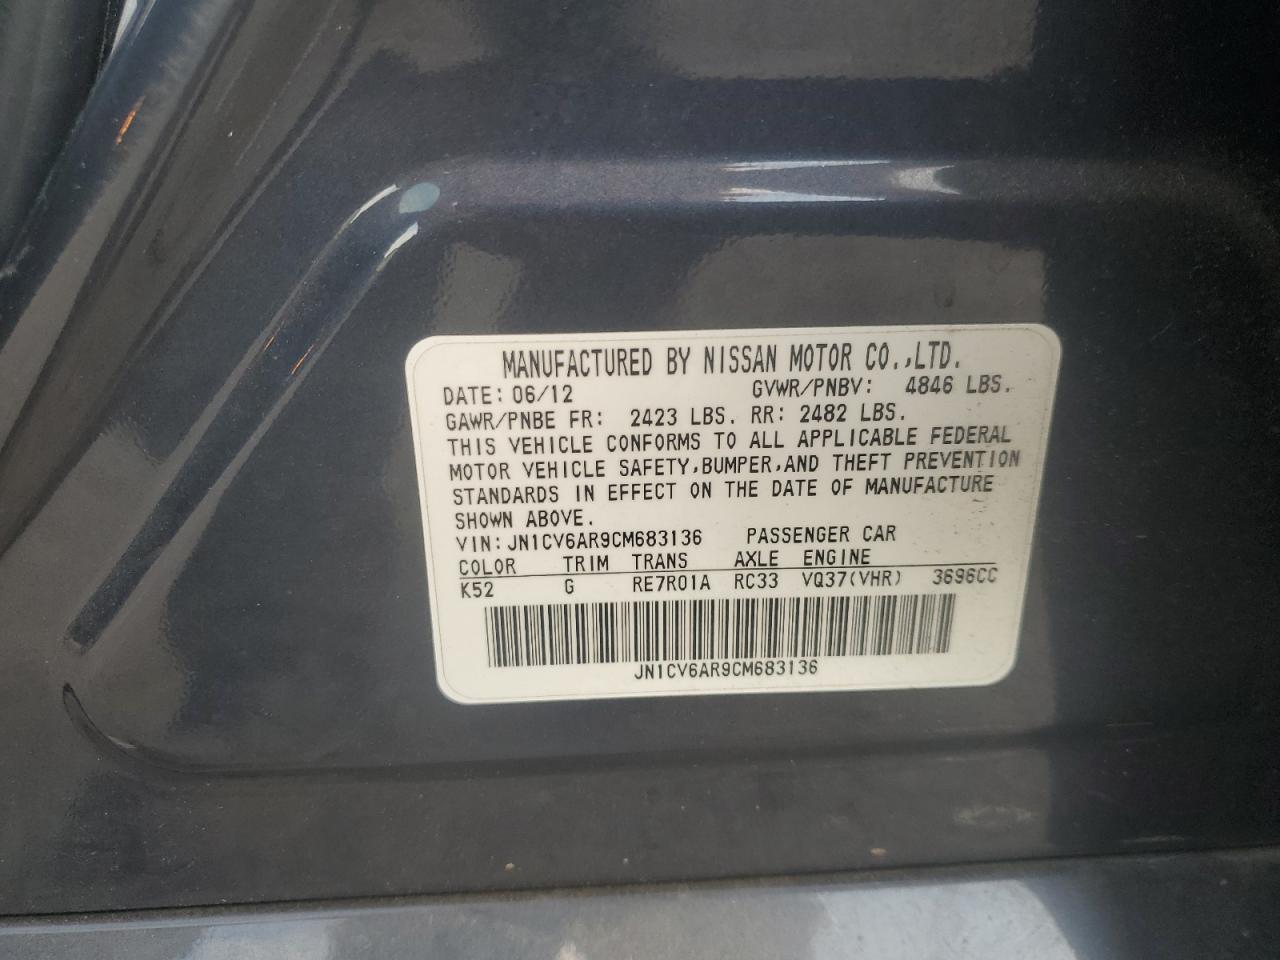 MANUFACTURED BY NISSAN MOTOR CO.,LTD.
DATE: 06/12 GVWR/PNBV: 4846 LBS.
GAWR/PNBE FR: 2423 LBS. RR: 2482 LBS.
THIS VEHICLE CONFORMS TO ALL APPLICABLE FEDERAL
MOTOR VEHICLE SAFETY,BUMPER,AND THEFT PREVENTION
STANDARDS IN EFFECT ON THE DATE OF MANUFACTURE
SHOWN ABOVE.
VIN: JN1CV6AR9CM683136 PASSENGER CAR
COLOR TRIM TRANS AXLE ENGINE
K52 G RE7R01A RC33 VQ37(VHR) 3696CC
JN1CV6AR9CM683136